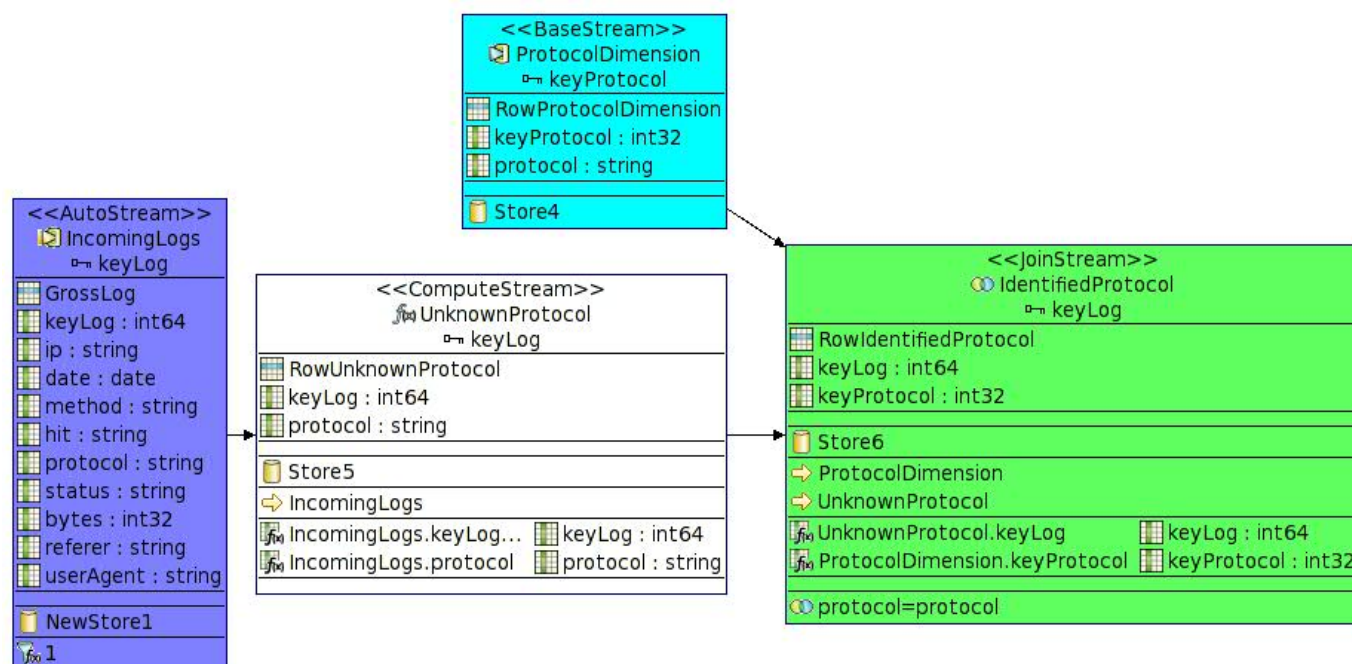 <<BaseStream>>
ProtocolDimension
keyProtocol
RowProtocolDimension
keyProtocol : int32
protocol : string
Store4
<<AutoStream>>
IncomingLogs
keyLog
GrossLog
keyLog : int64
ip : string
date : date
method : string
hit : string
protocol : string
status : string
bytes : int32
referer : string
userAgent : string
NewStore1
1
<<ComputeStream>>
UnknownProtocol
keyLog
RowUnknownProtocol
keyLog : int64
protocol : string
Store5
IncomingLogs
IncomingLogs.keyLog... keyLog : int64
IncomingLogs.protocol protocol : string
<<JoinStream>>
IdentifiedProtocol
keyLog
RowIdentifiedProtocol
keyLog : int64
keyProtocol : int32
Store6
ProtocolDimension
UnknownProtocol
UnknownProtocol.keyLog keyLog : int64
ProtocolDimension.keyProtocol keyProtocol : int32
protocol=protocol